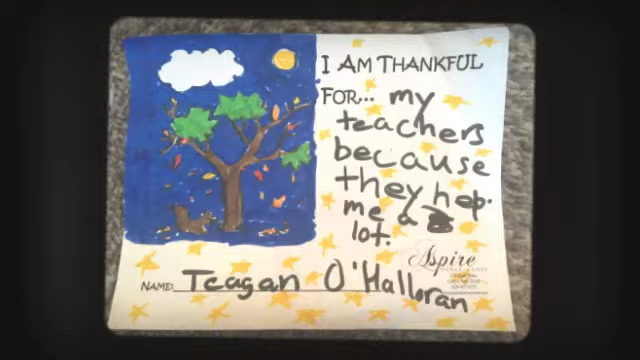 I AM THANKFUL
FOR... my
teachers
because
they hep.
me a
lot.
Aspire
NAME: Teagan O'Halloran